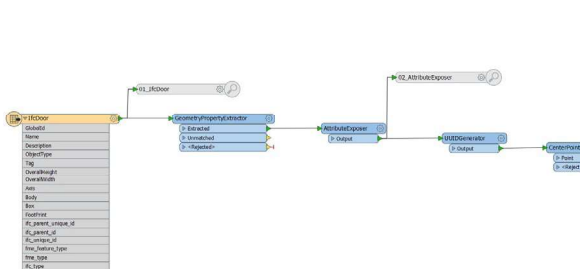 02_AttributeExposer
01_IfcDoor
IfcDoor
GlobalId
Name
Description
ObjectType
Tag
OverallHeight
OverallWidth
Axis
Body
Box
FootPrint
ifc_parent_unique_id
ifc_parent_id
ifc_unique_id
fme_feature_type
fme_type
ifc_type
GeometryPropertyExtractor
Extracted
Unmatched
<Rejected>
AttributeExposer
Output
UUIDGenerator
Output
CenterPoint
Point
<Reject